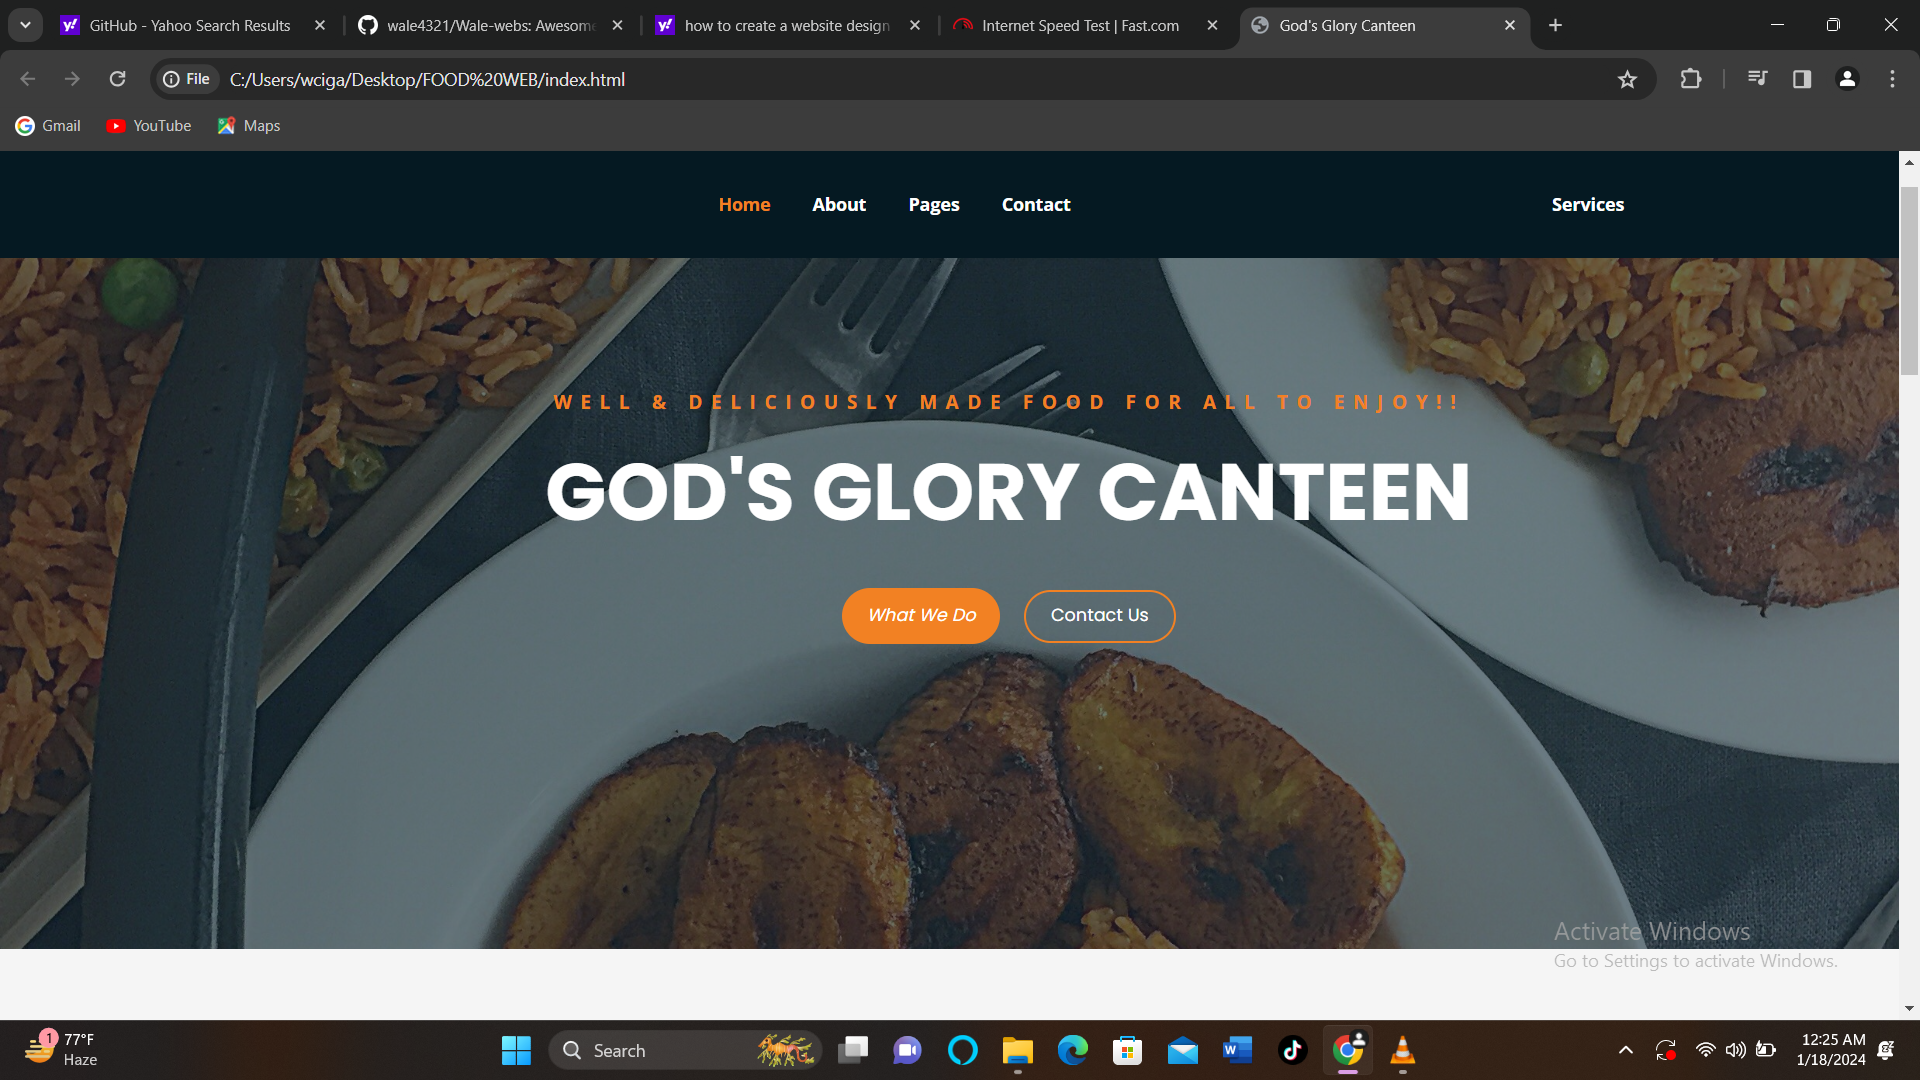 GitHub - Yahoo Search Results
wale4321/Wale-webs: Awesome
how to create a website design
Internet Speed Test | Fast.com
God's Glory Canteen
File C:/Users/wciga/Desktop/FOOD%20WEB/index.html
Gmail YouTube Maps
Home About Pages Contact Services
WELL & DELICIOUSLY MADE FOOD FOR ALL TO ENJOY!!
GOD'S GLORY CANTEEN
What We Do Contact Us
Activate Windows
Go to Settings to activate Windows.
1 77°F
Haze
Search
12:25 AM
1/18/2024